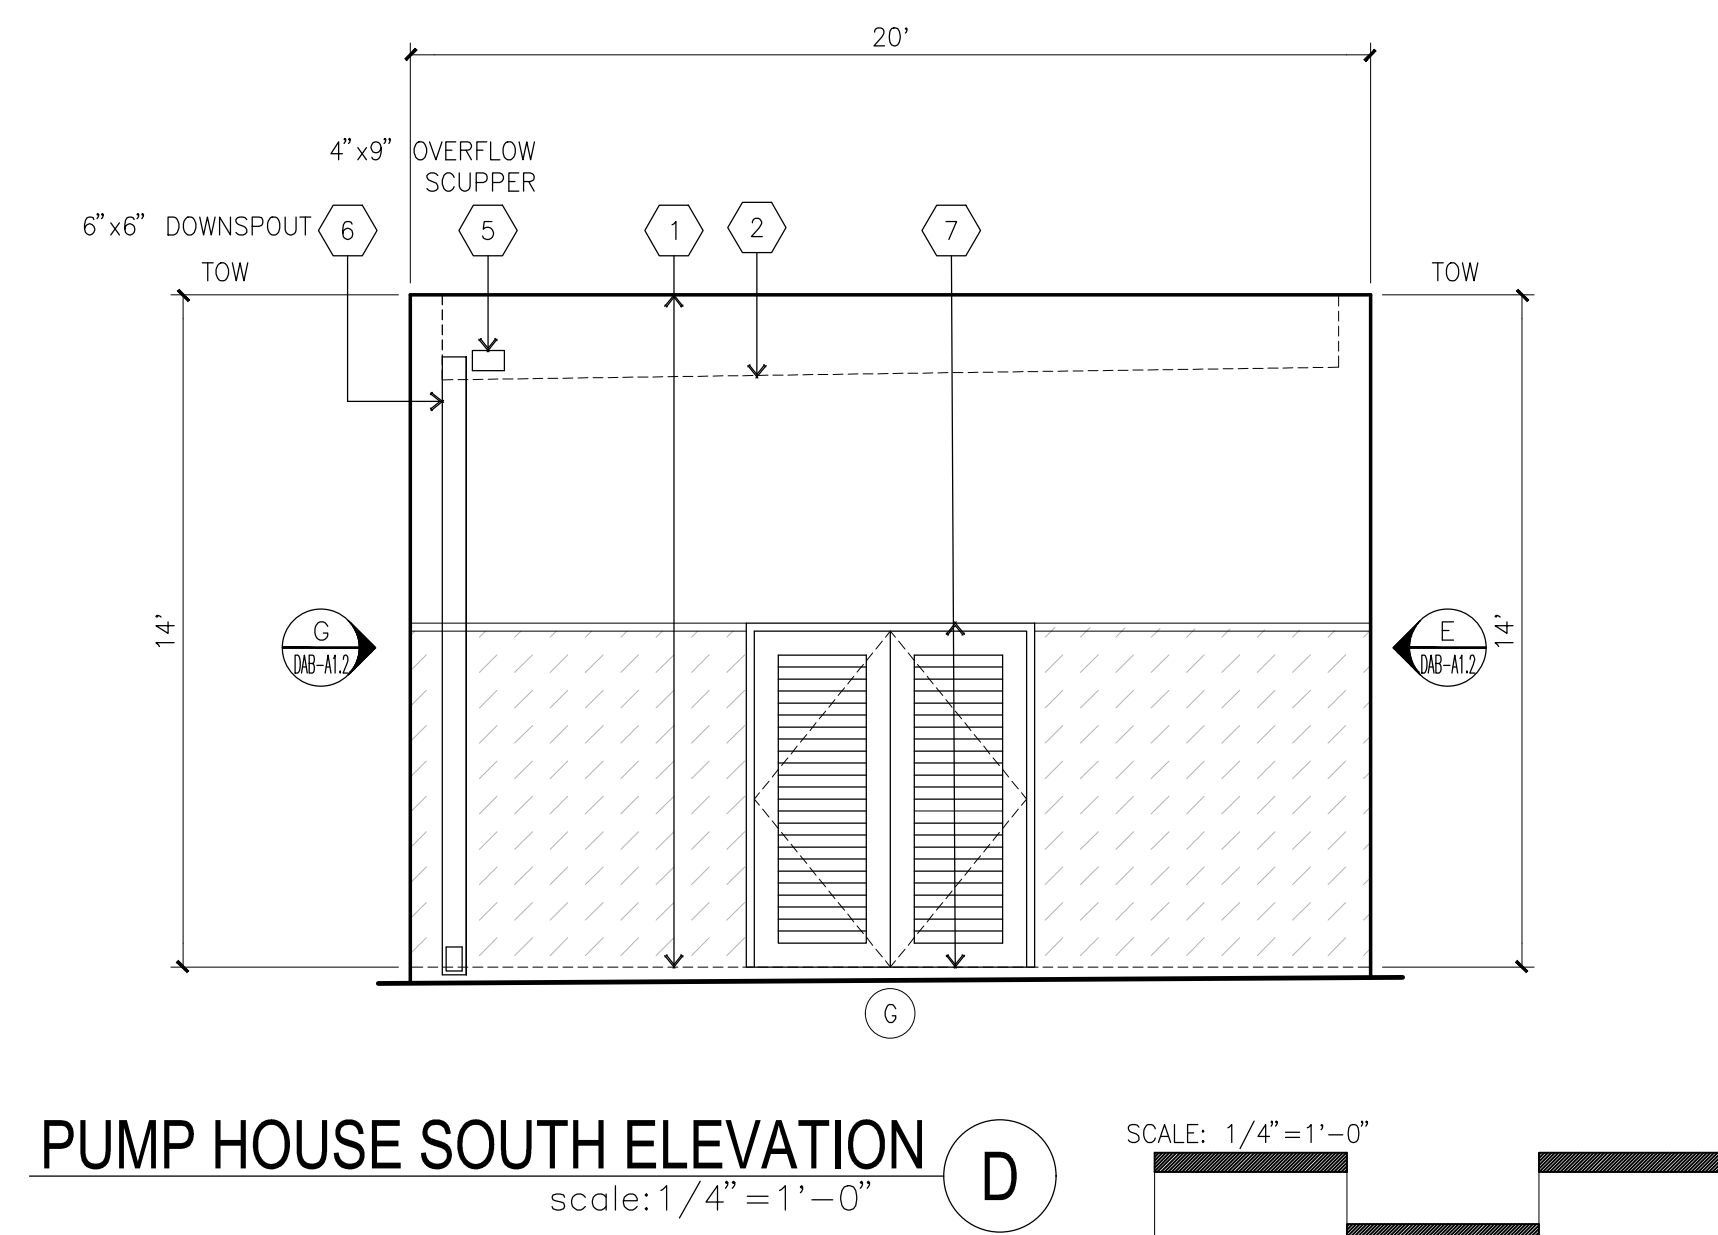 20'
4"x9" OVERFLOW
SCUPPER
6"x6" DOWNSPOUT 6 5 1 2 7
TOW TOW
14' G
DAB-A1.2
E
DAB-A1.2 14'
G
PUMP HOUSE SOUTH ELEVATION D
scale: 1/4"=1'-0"
SCALE: 1/4"=1'-0"